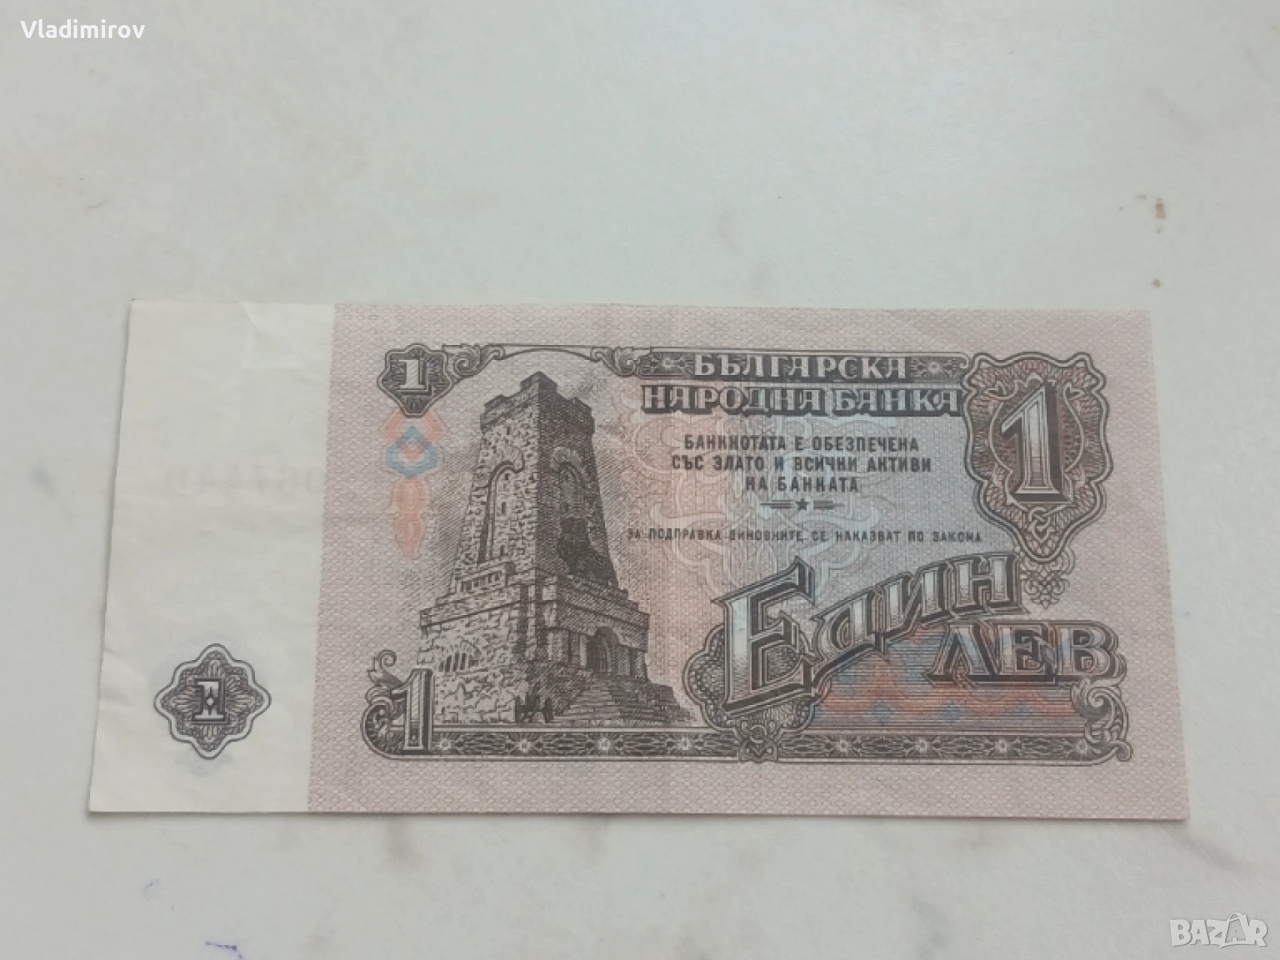 Vladimirov
1
БЪЛГАРСКА
НАРОДНА БАНКА
1
БАНКНОТАТА Е ОБЕЗПЕЧЕНА
СЪС ЗЛАТО И ВСИЧКИ АКТИВИ
НА БАНКАТА
ЗА ПОДПРАВКА ВИНОВНИТЕ СЕ НАКАЗВАТ ПО ЗАКОНА
ЕДИН
ЛЕВ
1
1
BAZAR